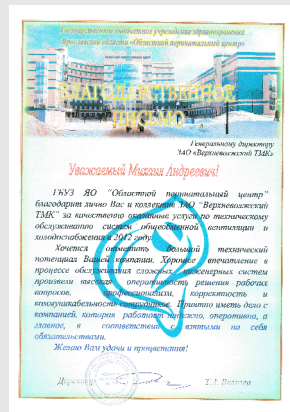 Государственное бюджетное учреждение здравоохранения
Ярославской области «Областной перинатальный центр»
БЛАГОДАРСТВЕННОЕ
ПИСЬМО
Генеральному директору
ЗАО «Верхневолжский ТМК»
Уважаемый Михаил Андреевич!
ГБУЗ ЯО "Областной перинатальный центр"
благодарит лично Вас и коллектив ЗАО "Верхневолжский
ТМК" за качественно оказанные услуги по техническому
обслуживанию систем общеобменной вентиляции и
холодоснабжения в 2012 году.
Хочется отметить большой технический
потенциал Вашей компании. Хорошее впечатление в
процессе обслуживания сложных инженерных систем
произвели высокая оперативность решения рабочих
вопросов, профессионализм, корректность и
коммуникабельность сотрудников. Приятно иметь дело с
компанией, которая работает надежно, оперативно, а
главное, в соответствии с взятыми на себя
обязательствами.
Желаю Вам удачи и процветания!
Директор